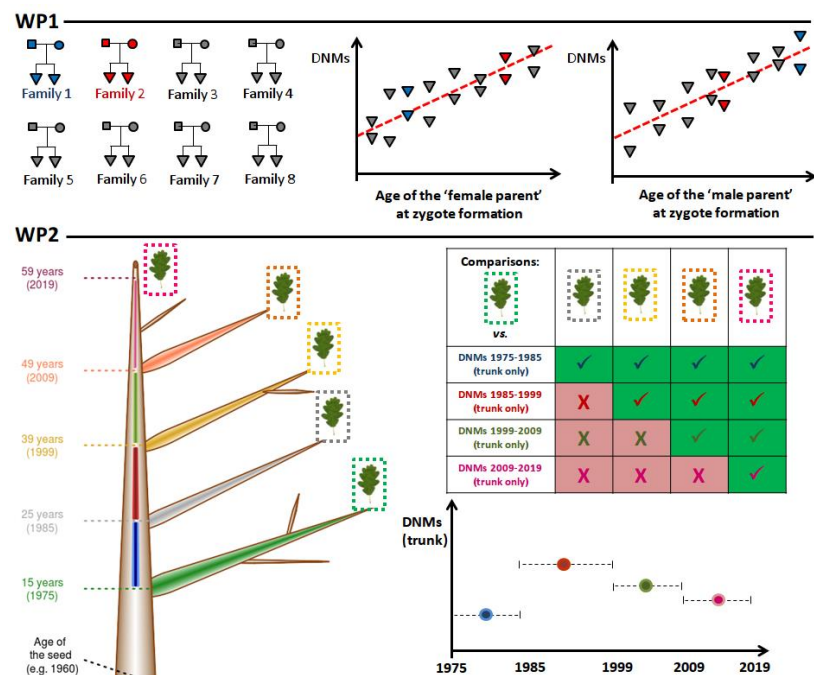 WP1
Family 1
Family 2
Family 3
Family 4
Family 5
Family 6
Family 7
Family 8
DNMs
Age of the 'female parent'
at zygote formation
DNMs
Age of the 'male parent'
at zygote formation
WP2
59 years
(2019)
49 years
(2009)
39 years
(1999)
25 years
(1985)
15 years
(1975)
Age of
the seed
(e.g. 1960)
Comparisons:
vs.
DNMs 1975-1985
(trunk only)
✓ ✓ ✓ ✓
DNMs 1985-1999
(trunk only)
X ✓ ✓ ✓
DNMs 1999-2009
(trunk only)
X X ✓ ✓
DNMs 2009-2019
(trunk only)
X X X ✓
DNMs
(trunk)
1975 1985 1999 2009 2019